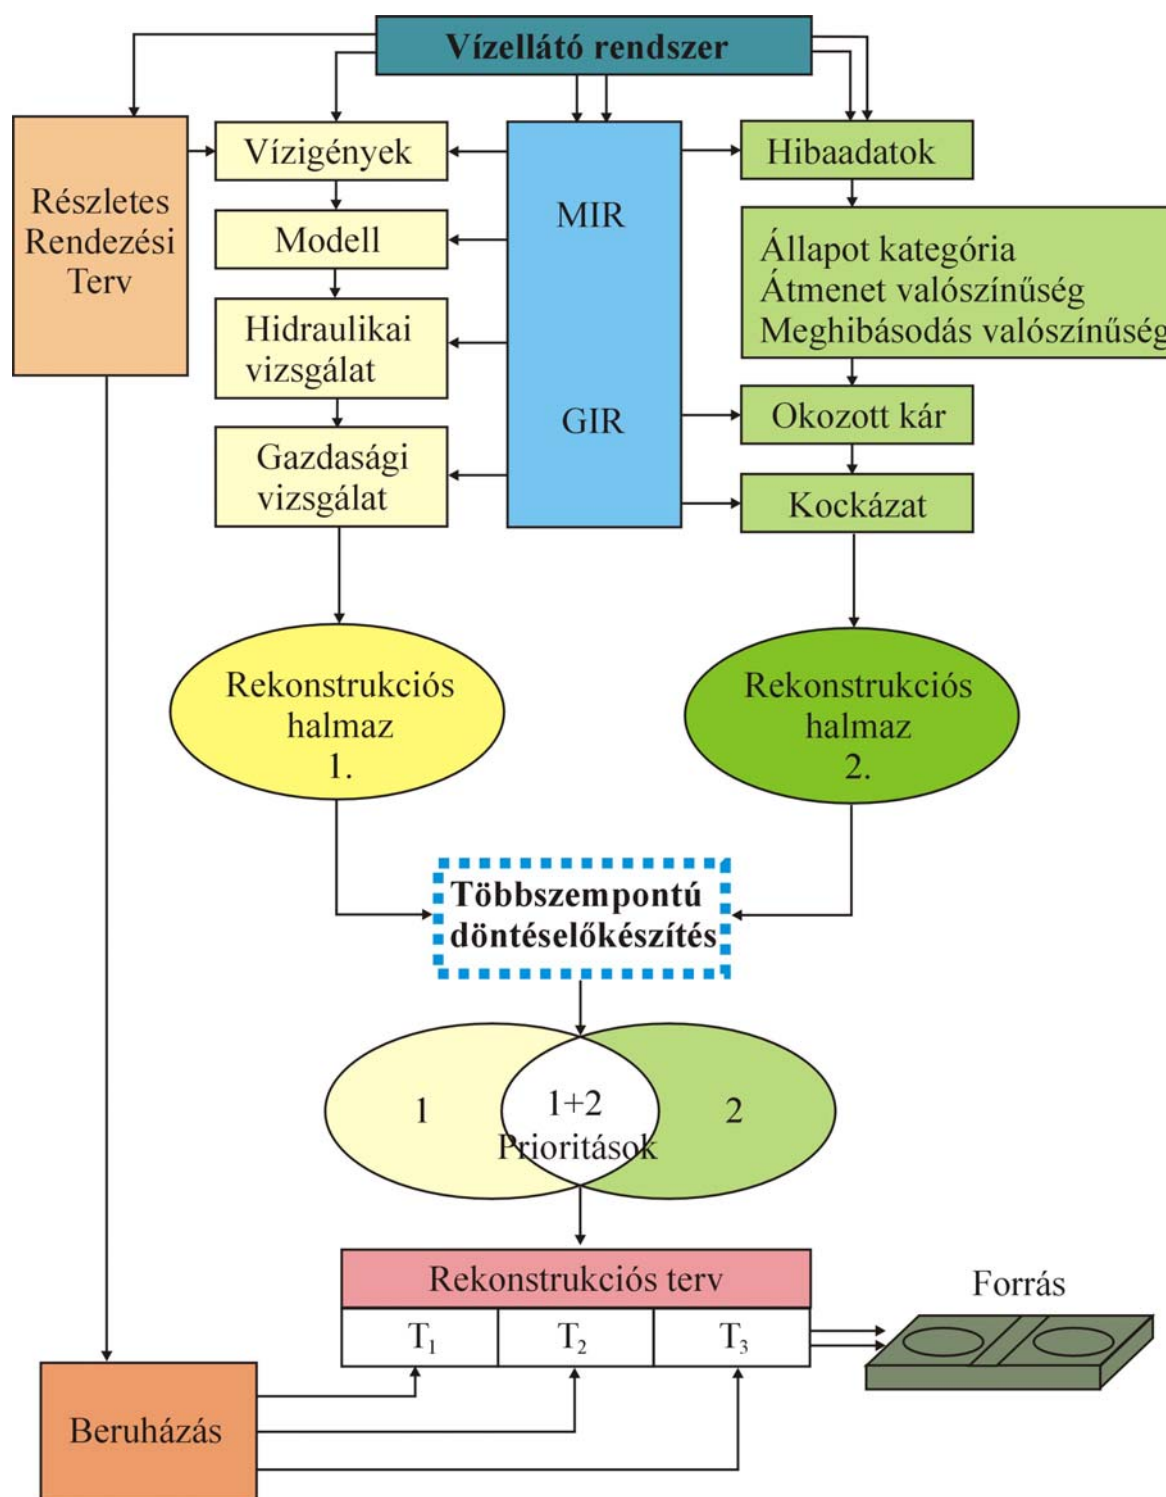 Vízellátó rendszer
Részletes
Rendezési
Terv
Vízigények
Modell
Hidraulikai
vizsgálat
Gazdasági
vizsgálat
MIR
GIR
Hibaadatok
Állapot kategória
Átmenet valószínűség
Meghibásodás valószínűség
Okozott kár
Kockázat
Rekonstrukciós
halmaz
1.
Rekonstrukciós
halmaz
2.
Többszempontú
döntéselőkészítés
1
1+2
Prioritások
2
Rekonstrukciós terv
T₁ T₂ T₃
Forrás
Beruházás